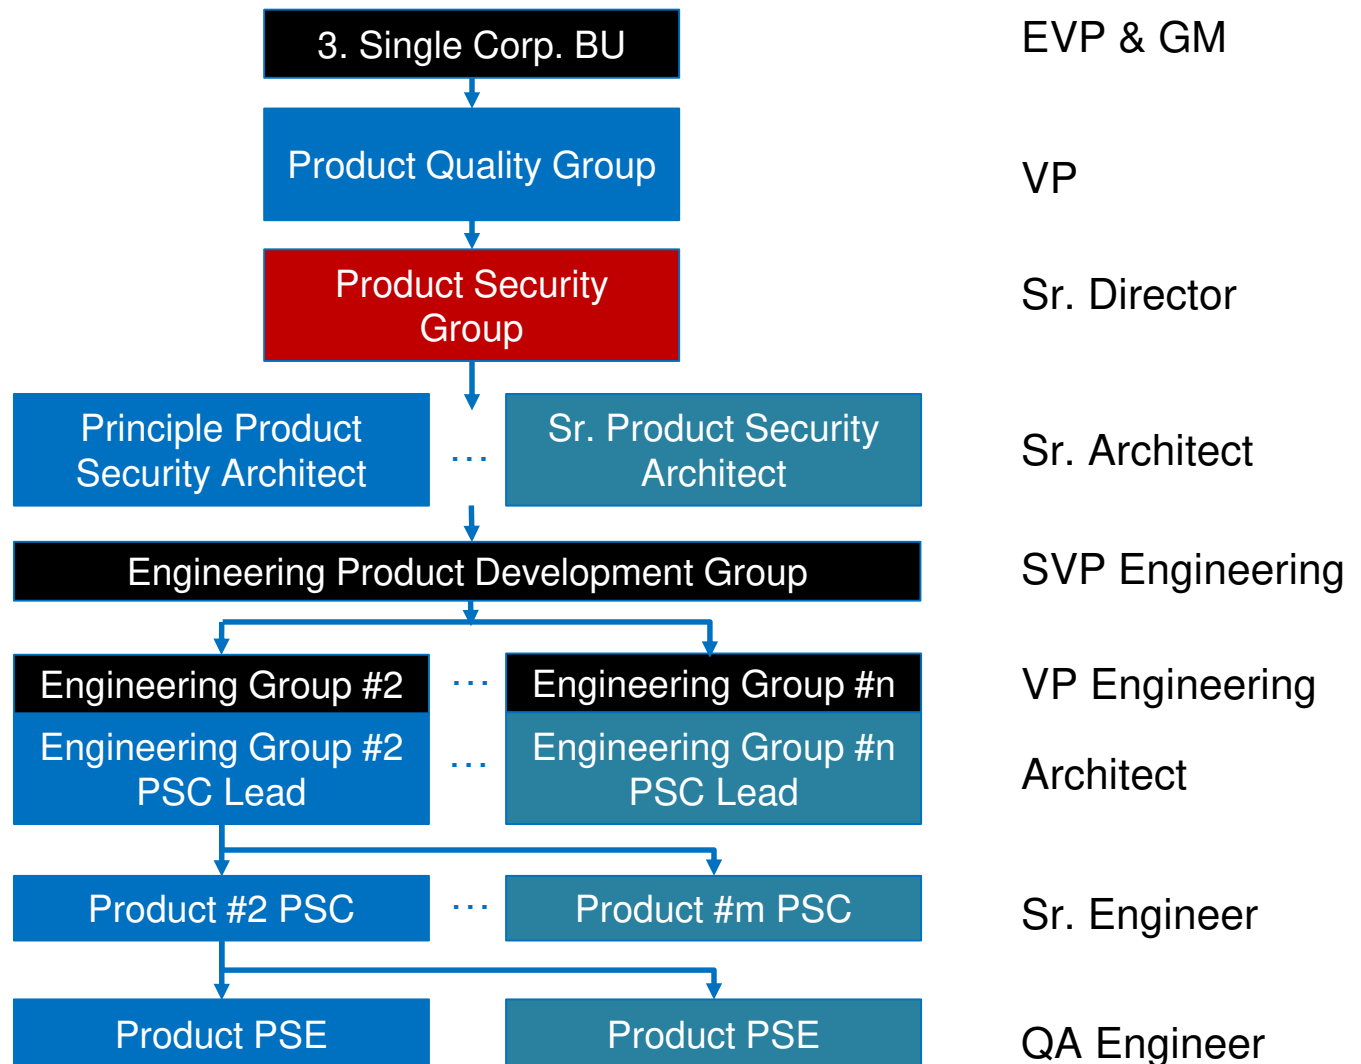 3. Single Corp. BU
EVP & GM
Product Quality Group
VP
Product Security
Group
Sr. Director
Principle Product
Security Architect
...
Sr. Product Security
Architect
Sr. Architect
Engineering Product Development Group
SVP Engineering
Engineering Group #2
...
Engineering Group #n
VP Engineering
Engineering Group #2
PSC Lead
...
Engineering Group #n
PSC Lead
Architect
Product #2 PSC
...
Product #m PSC
Sr. Engineer
Product PSE
Product PSE
QA Engineer